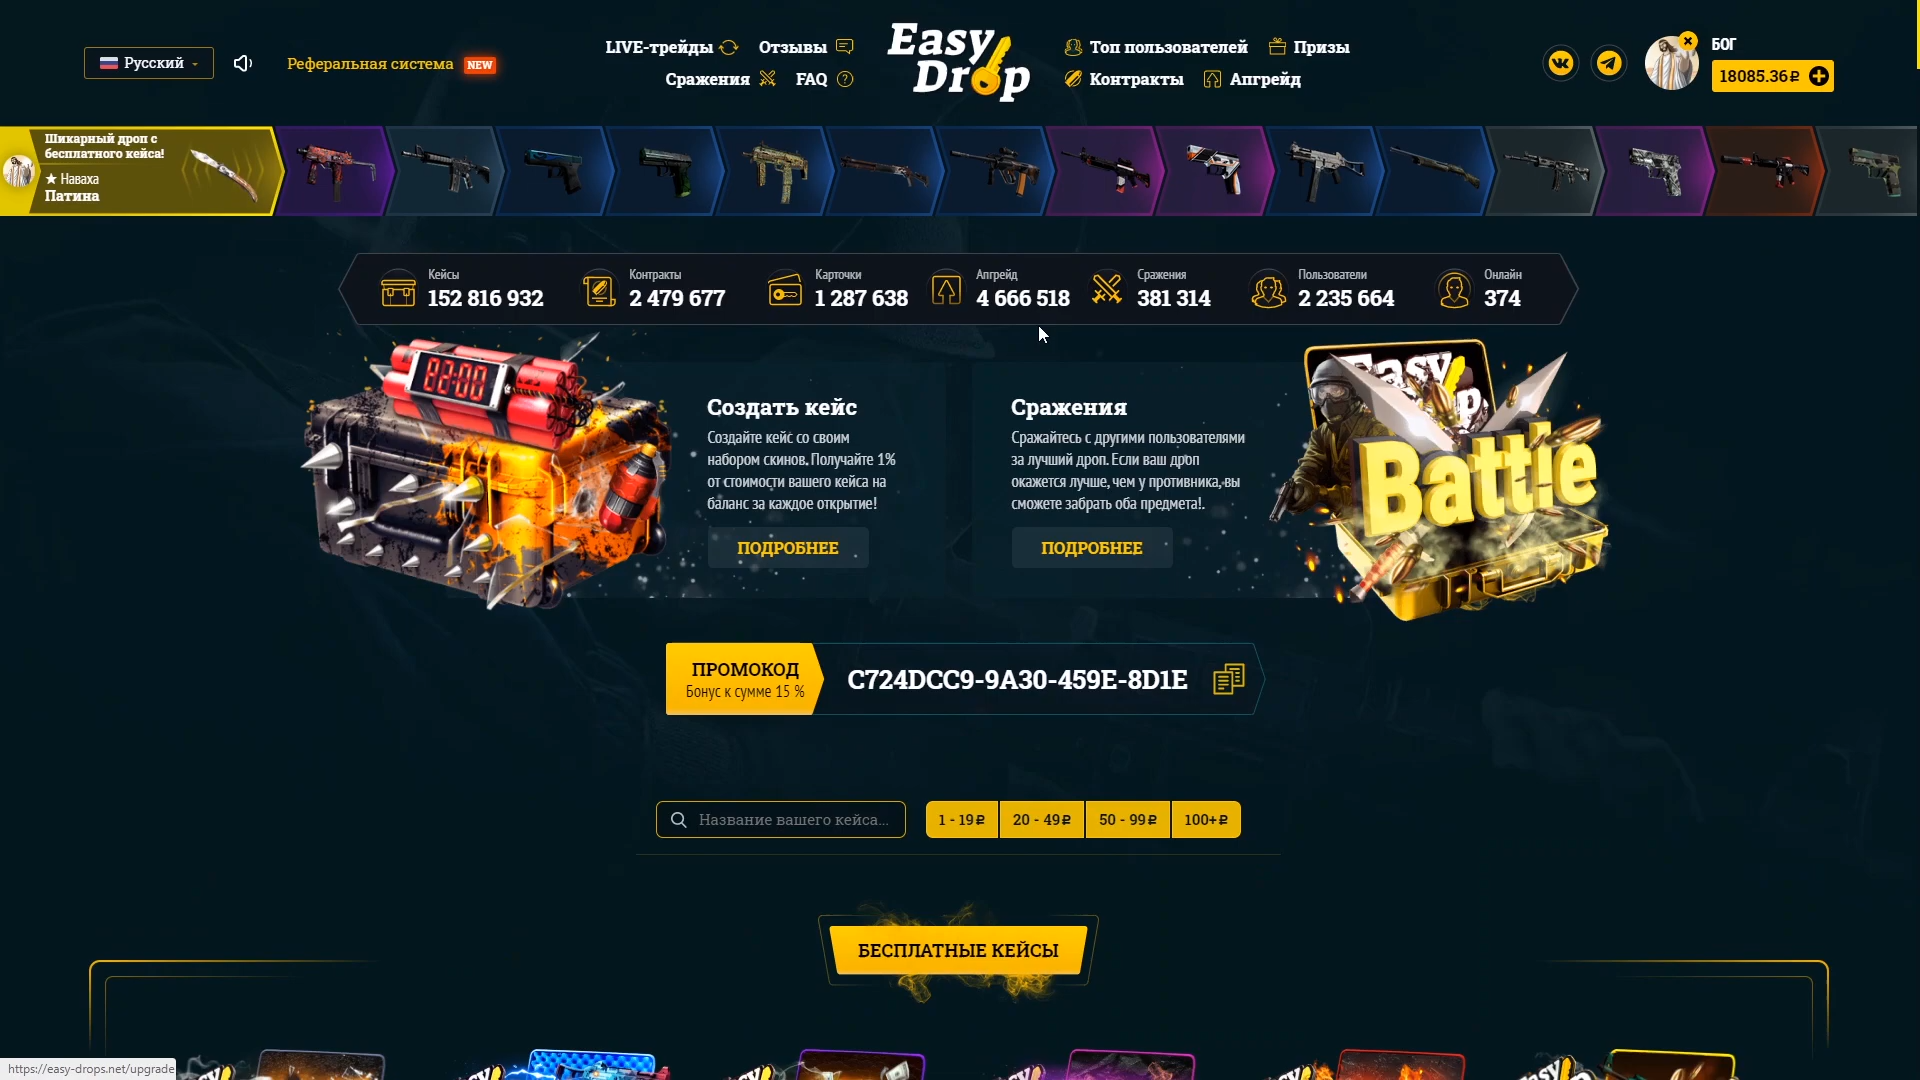 Русский
Реферальная система NEW
LIVE-трейды
Отзывы
Сражения
FAQ
Easy Drop
Топ пользователей
Призы
Контракты
Апгрейд
БОГ
18085.36₽
Шикарный дроп с
бесплатного кейса!
★ Наваха
Патина
Кейсы
152 816 932
Контракты
2 479 677
Карточки
1 287 638
Апгрейд
4 666 518
Сражения
381 314
Пользователи
2 235 664
Онлайн
374
00:00
Создать кейс
Создайте кейс со своим
набором скинов. Получайте 1%
от стоимости вашего кейса на
баланс за каждое открытие!
ПОДРОБНЕЕ
Сражения
Сражайтесь с другими пользователями
за лучший дроп. Если ваш дроп
окажется лучше, чем у противника, вы
сможете забрать оба предмета!.
ПОДРОБНЕЕ
Easy
Battle
ПРОМОКОД
Бонус к сумме 15 %
C724DCC9-9A30-459E-8D1E
Название вашего кейса...
1 - 19₽
20 - 49₽
50 - 99₽
100+₽
БЕСПЛАТНЫЕ КЕЙСЫ
https://easy-drops.net/upgrade